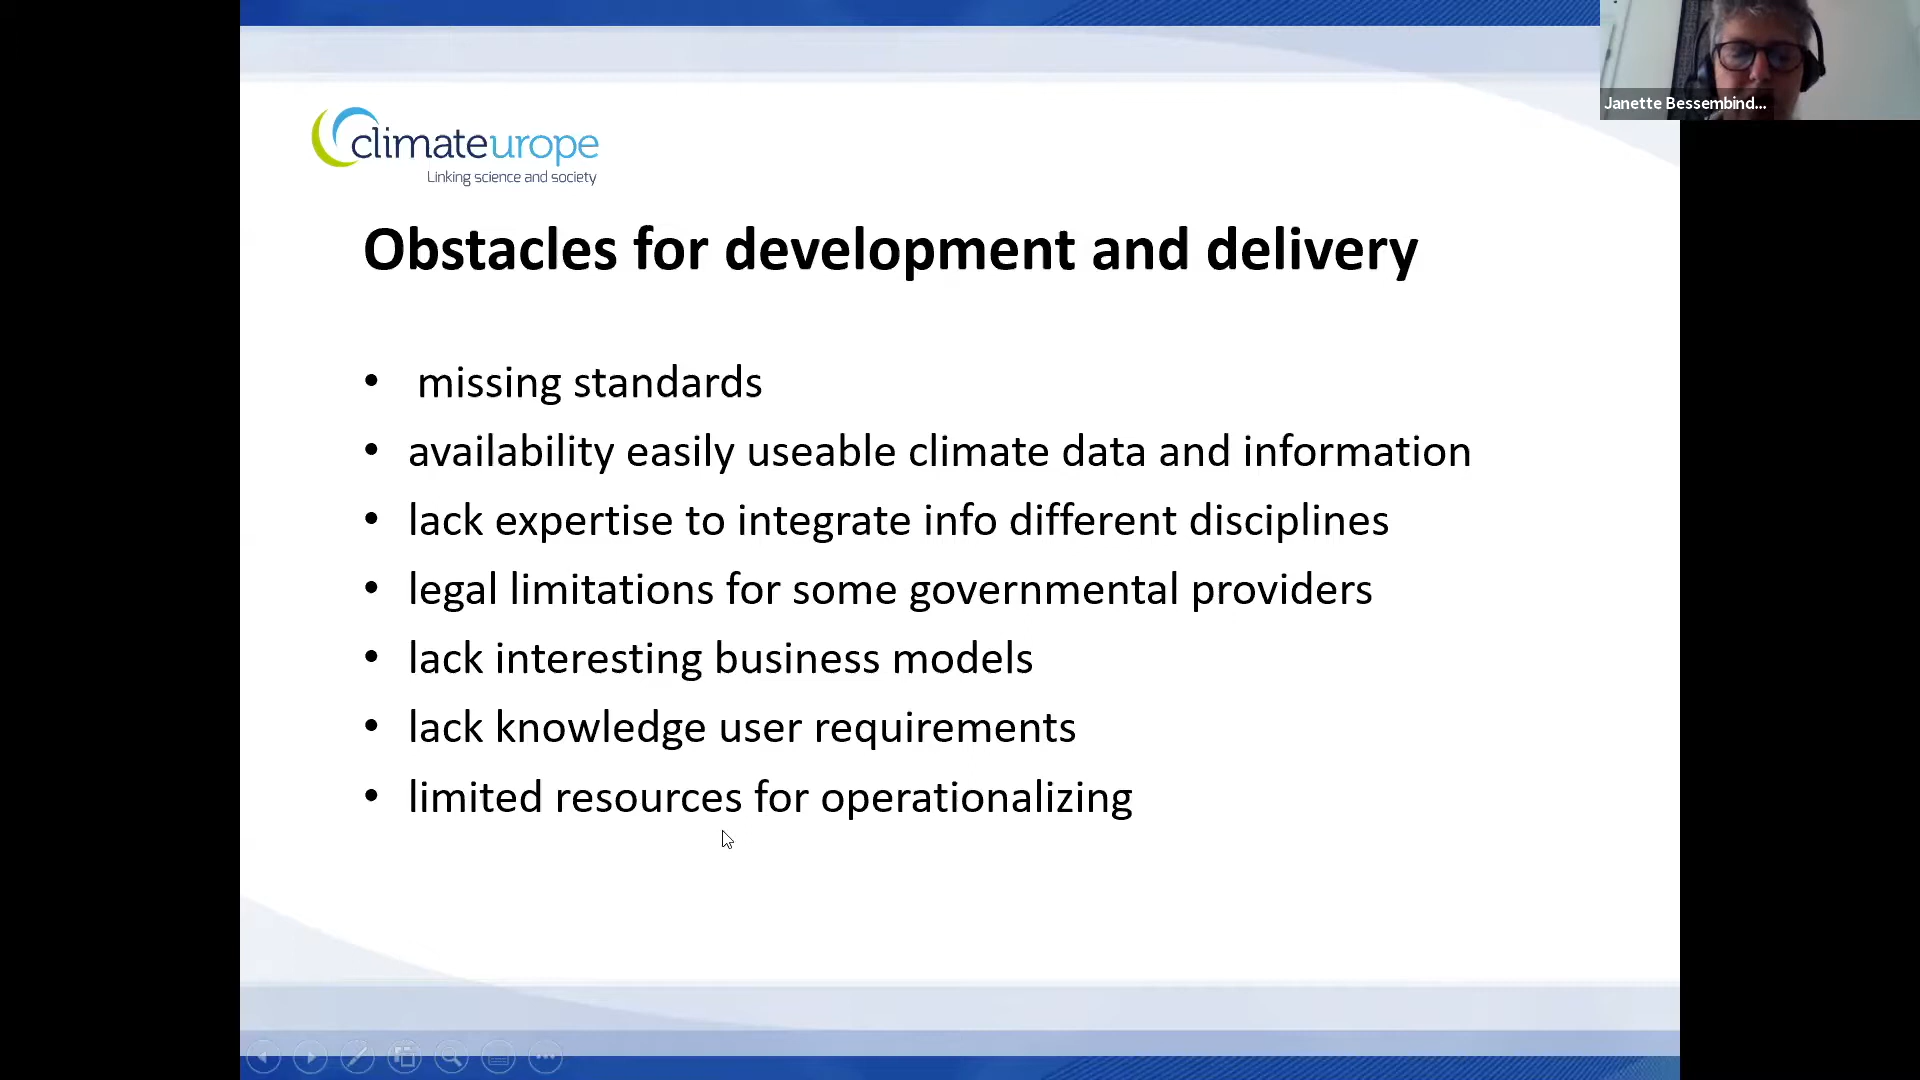 Janette Bessembind...
climateurope
Linking science and society
Obstacles for development and delivery
• missing standards
• availability easily useable climate data and information
• lack expertise to integrate info different disciplines
• legal limitations for some governmental providers
• lack interesting business models
• lack knowledge user requirements
• limited resources for operationalizing